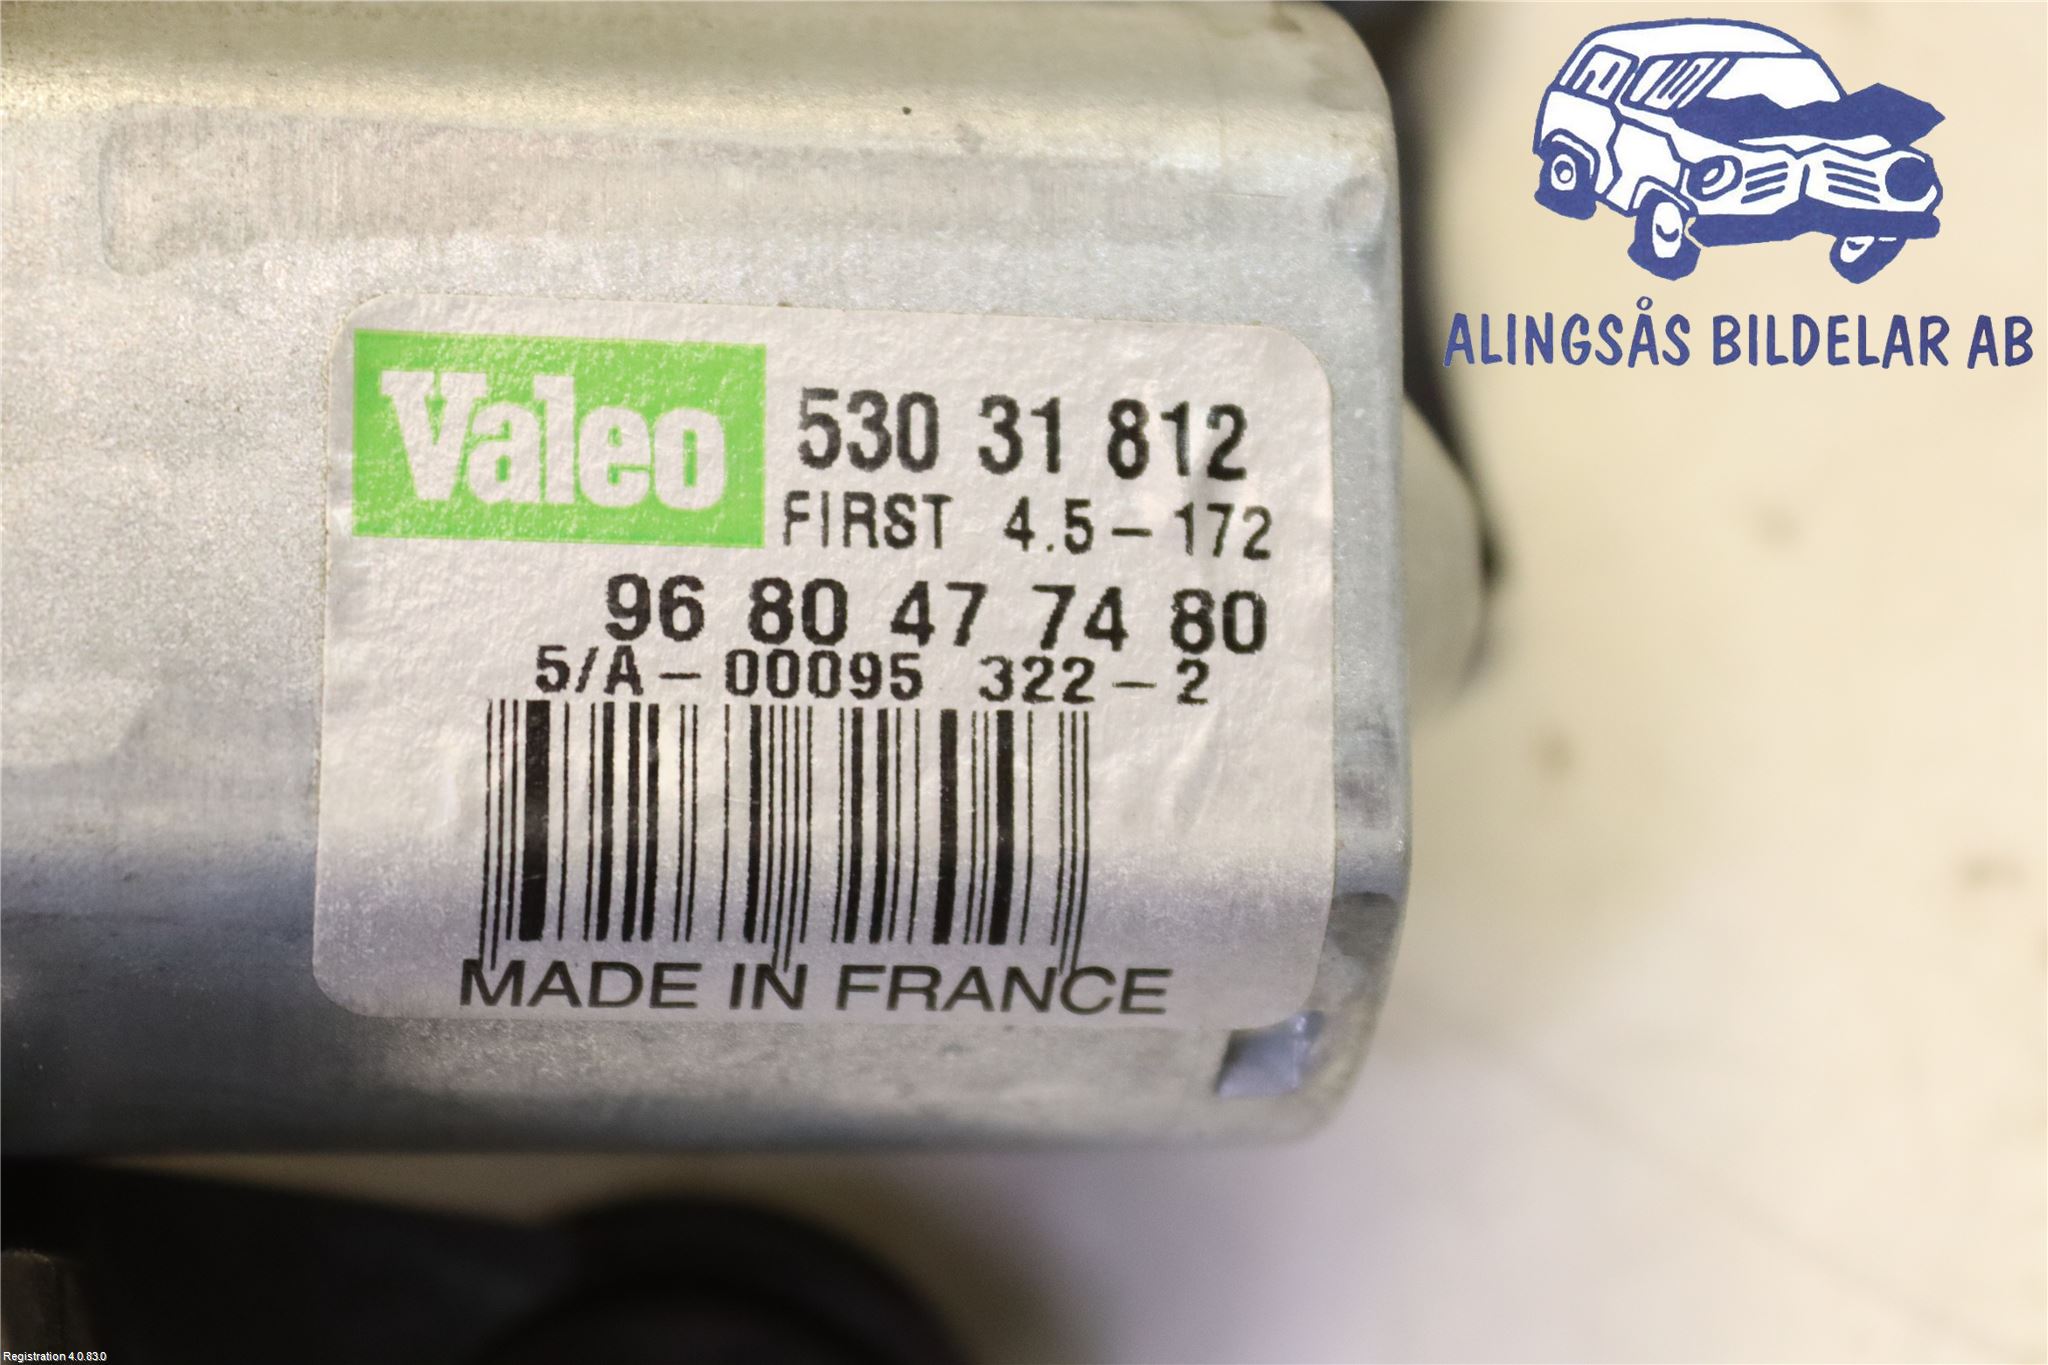 ALINGSÅS BILDELAR AB
Valeo
530 31 812
FIRST 4.5-172
96 80 47 74 80
5/A-00095 322-2
MADE IN FRANCE
Registration 4.0.83.0